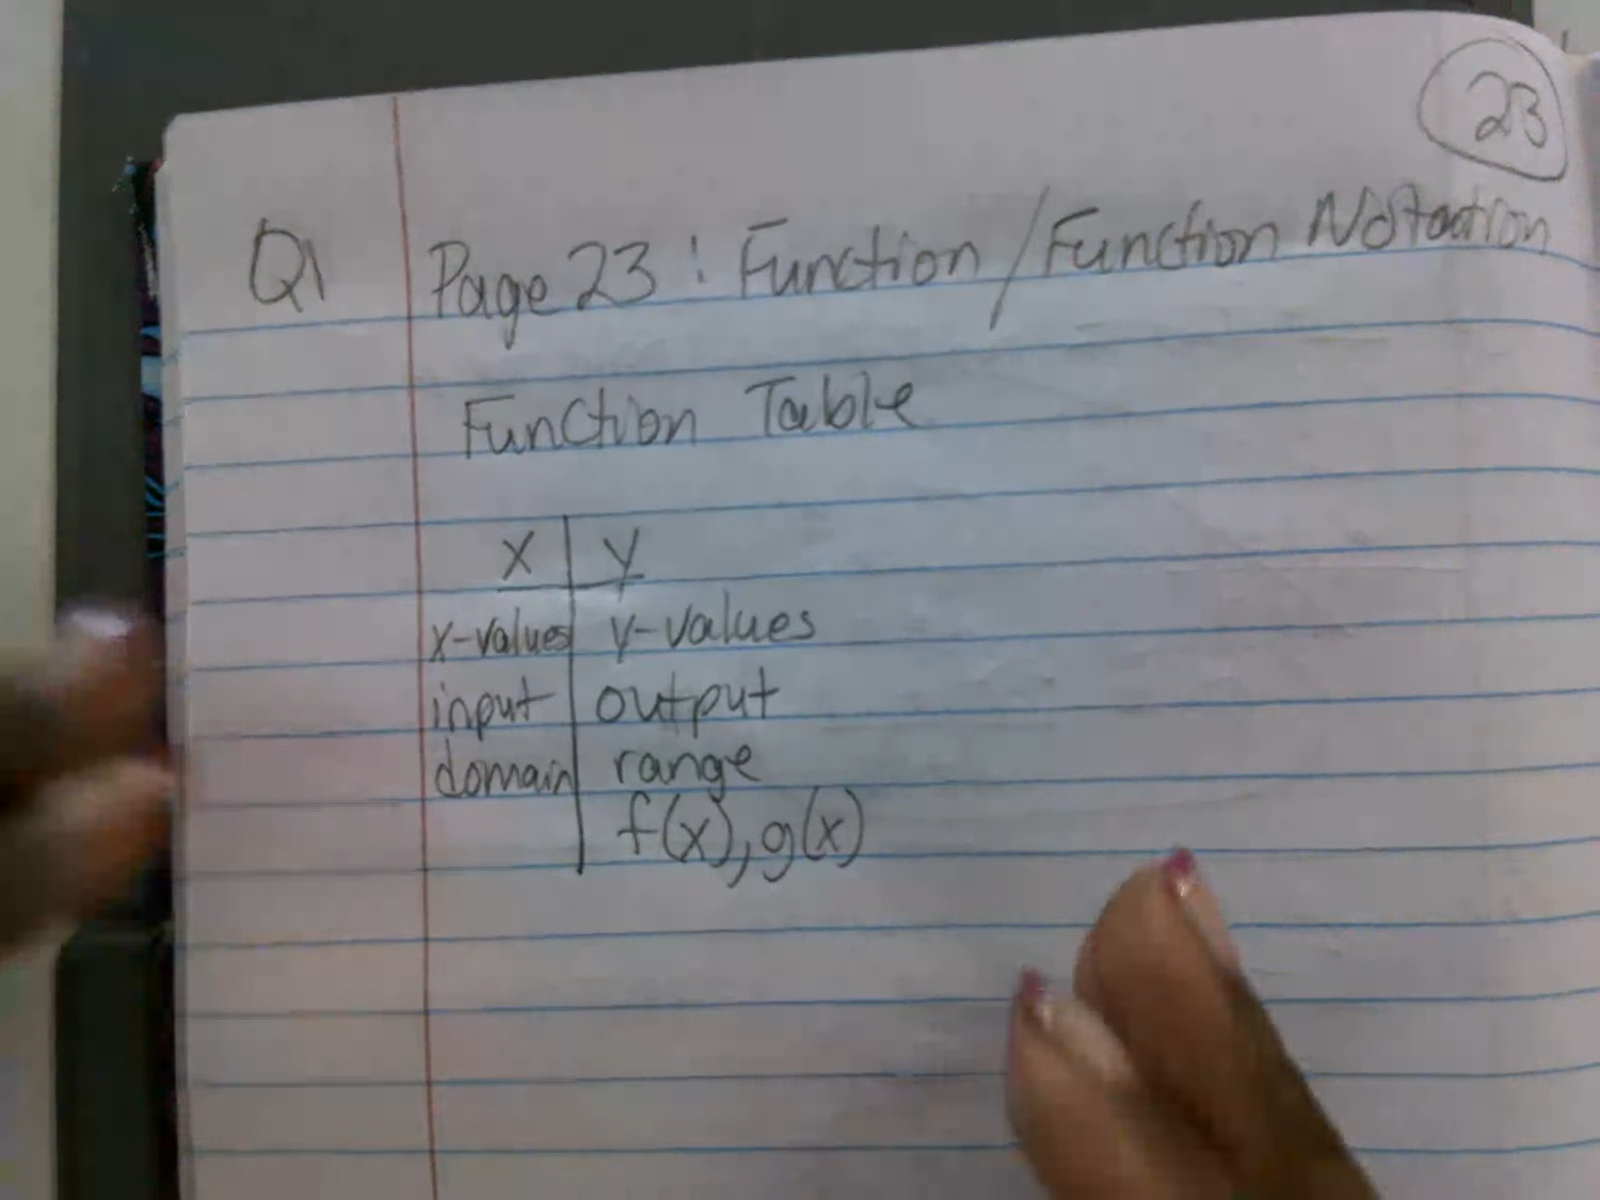 23
Q1 Page 23: Function/Function Notation
Function Table
x y
x-values y-values
input output
domain range
f(x), g(x)